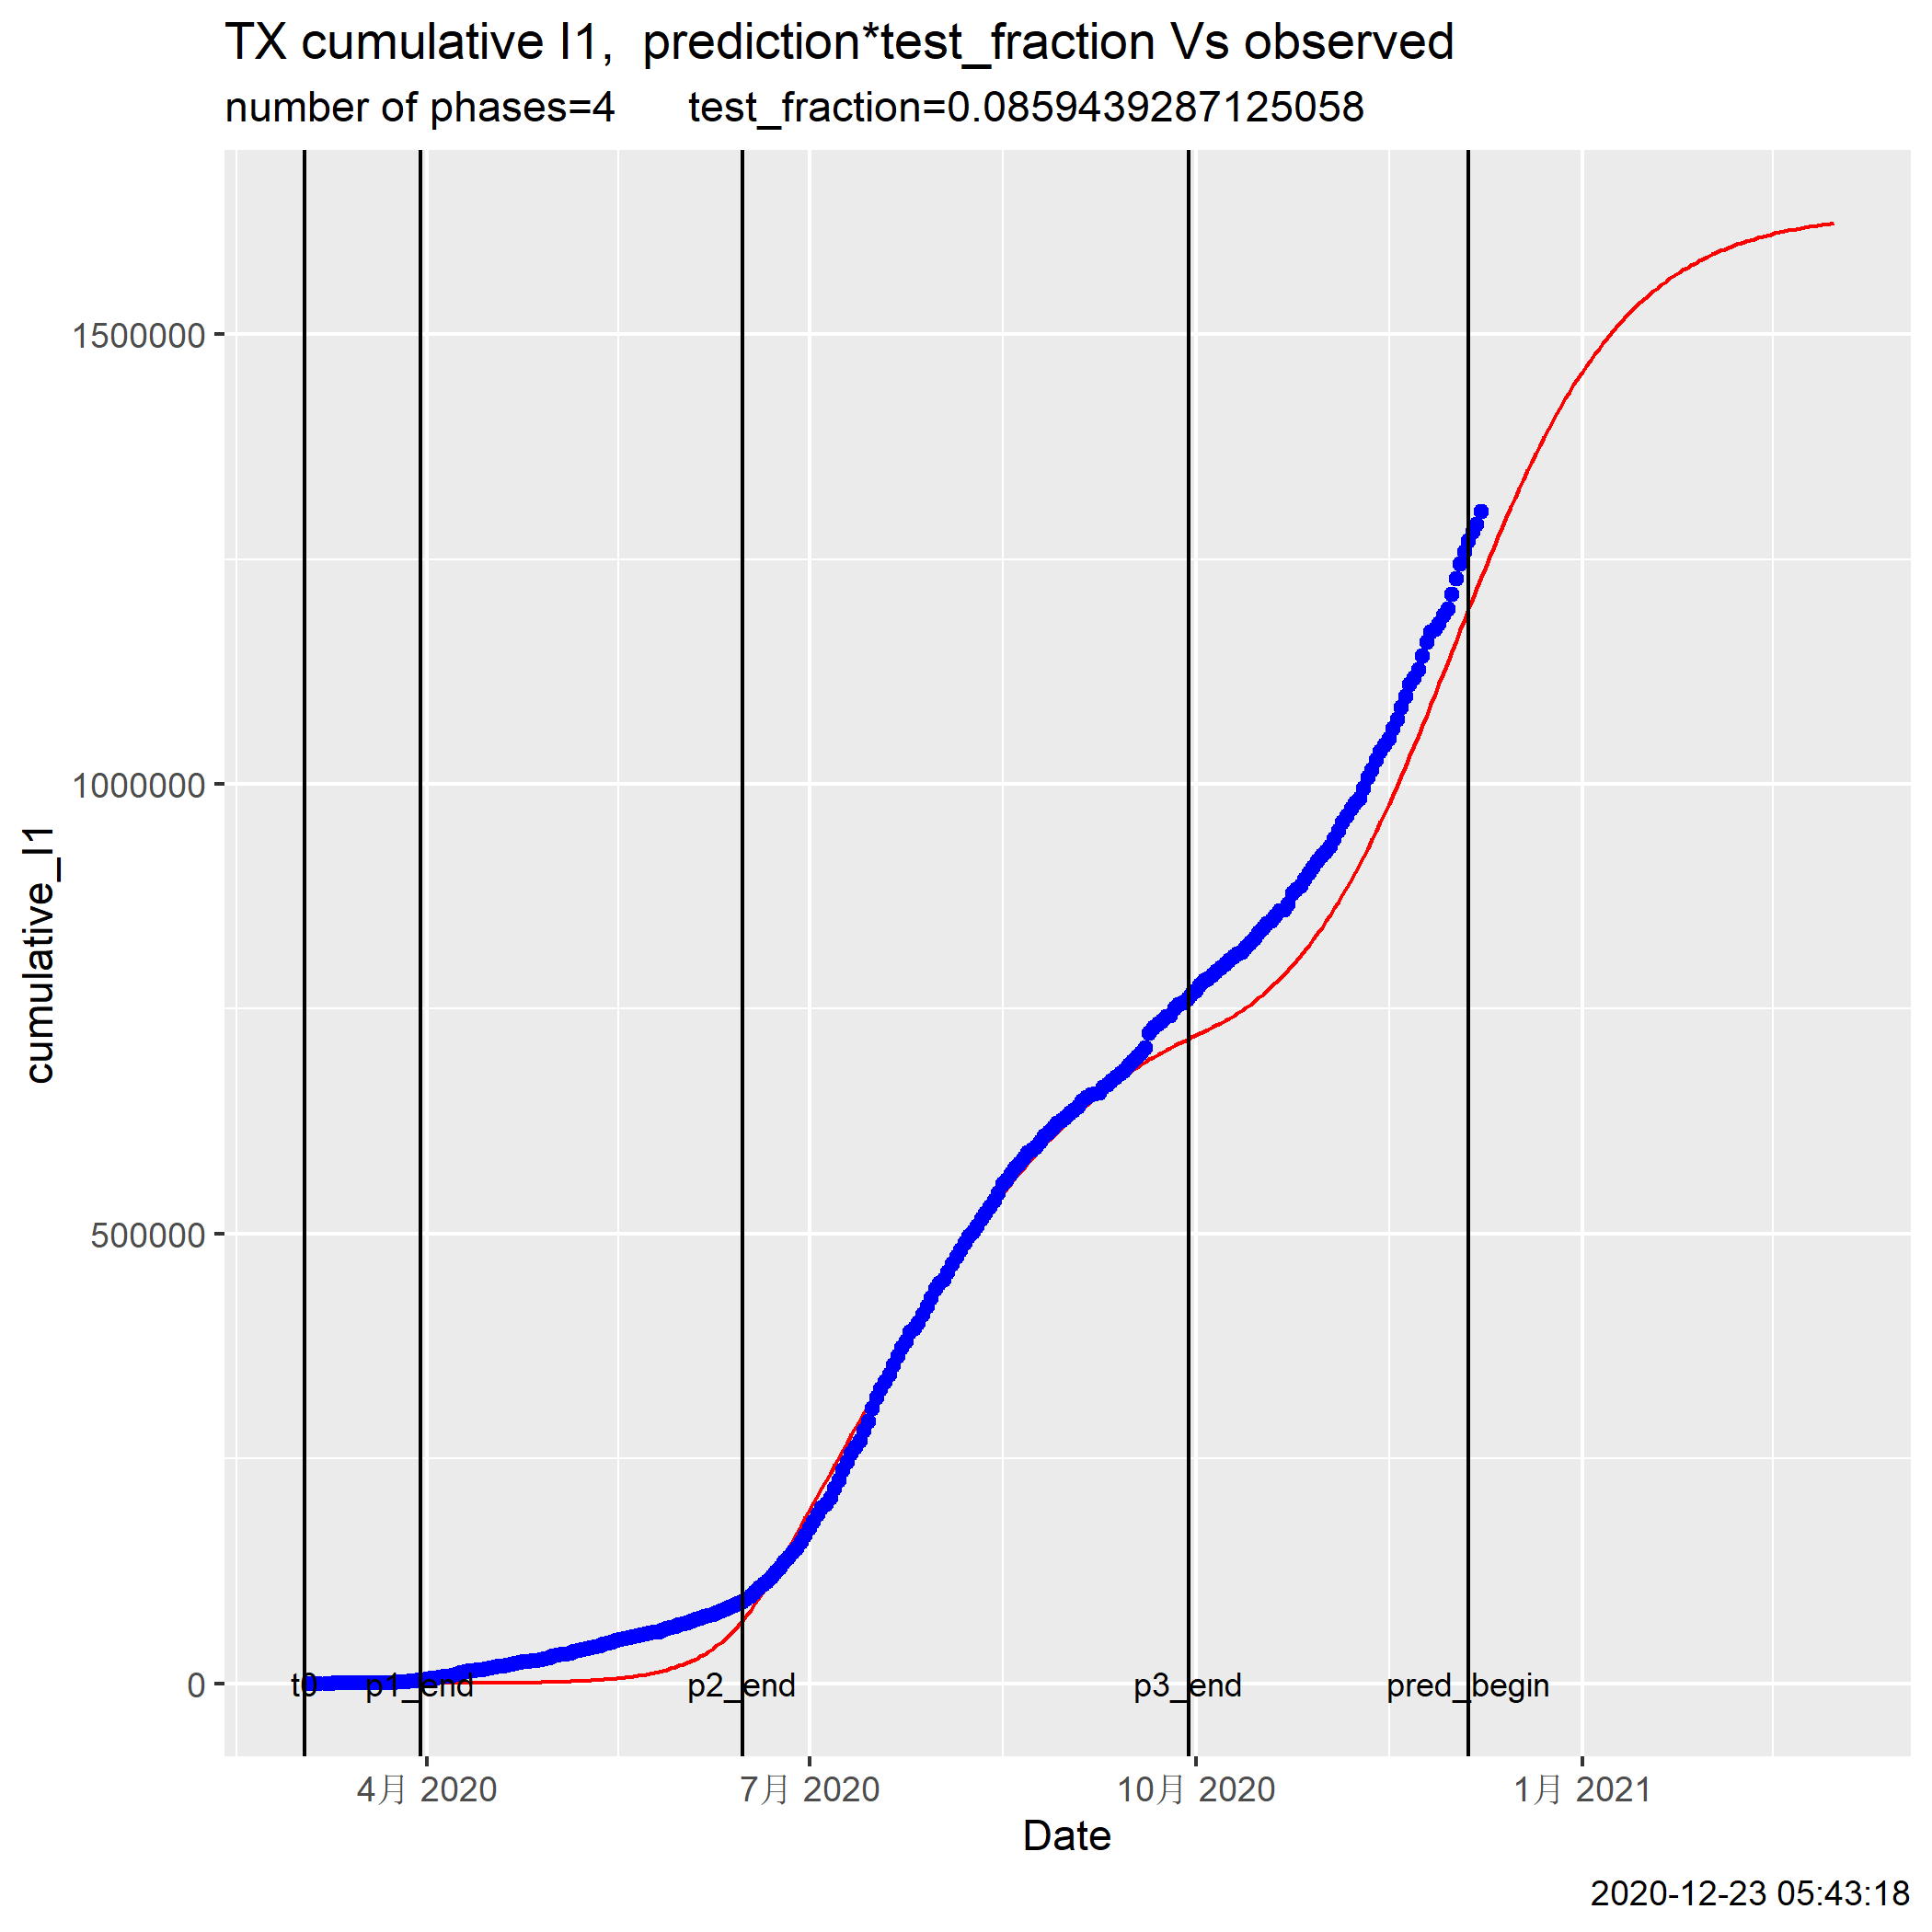 TX cumulative I1,  prediction*test_fraction Vs observed
number of phases=4      test_fraction=0.0859439287125058
cumulative_I1
1500000
1000000
500000
0
t0
p1_end
p2_end
p3_end
pred_begin
4月 2020
7月 2020
10月 2020
1月 2021
Date
2020-12-23 05:43:18